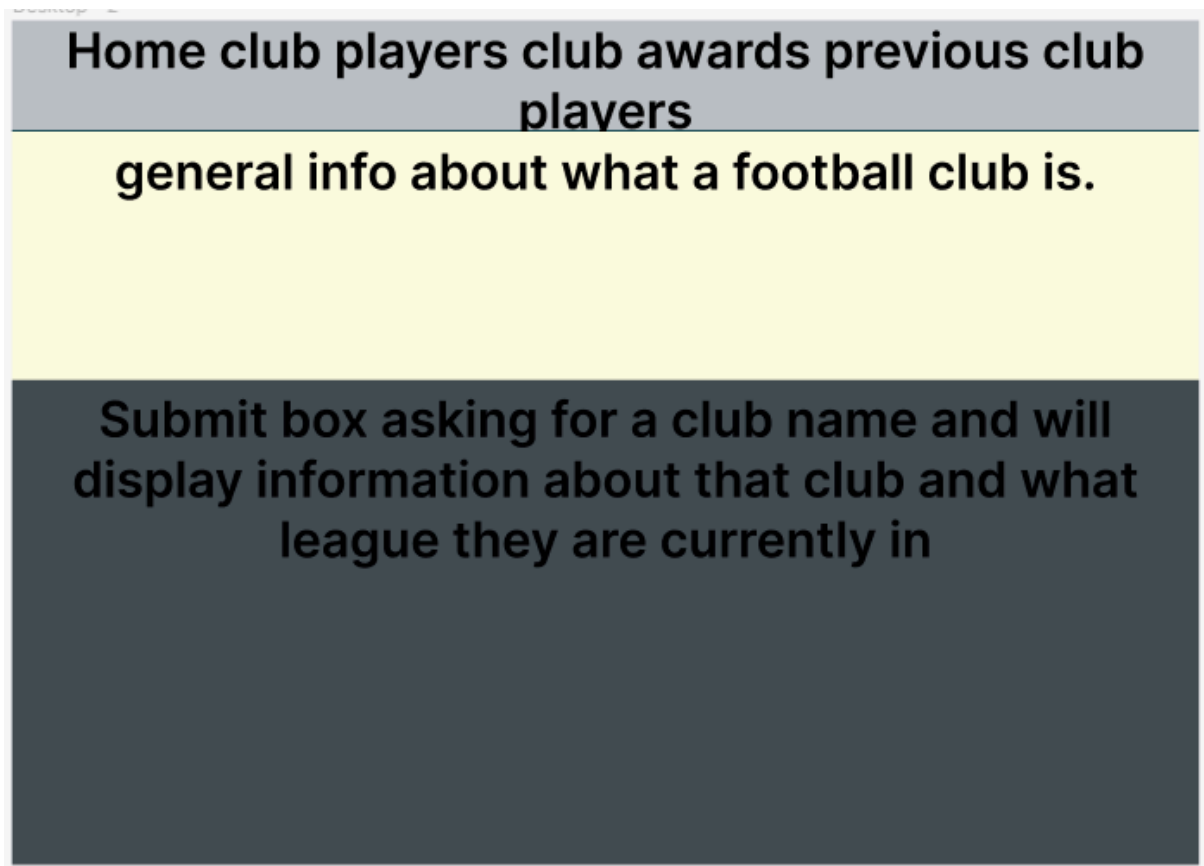 Home club players club awards previous club
players
general info about what a football club is.
Submit box asking for a club name and will
display information about that club and what
league they are currently in